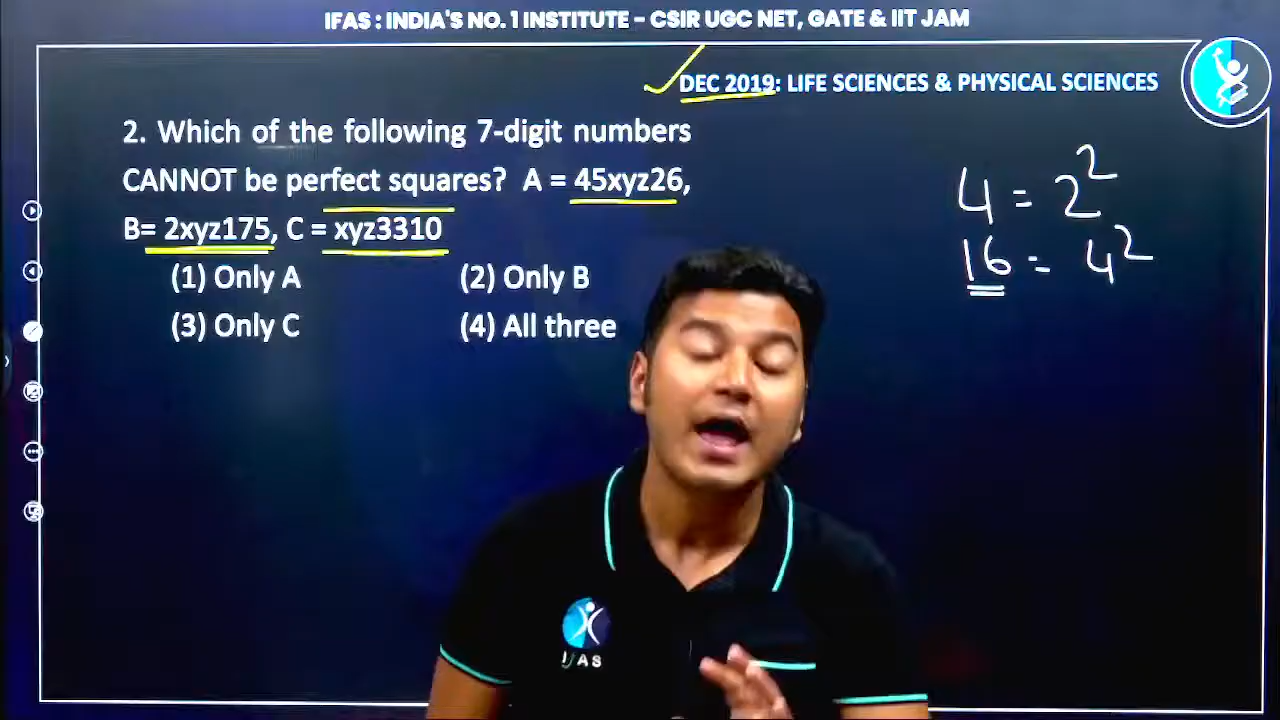 IFAS : INDIA'S NO. 1 INSTITUTE – CSIR UGC NET, GATE & IIT JAM
DEC 2019: LIFE SCIENCES & PHYSICAL SCIENCES
2. Which of the following 7-digit numbers
CANNOT be perfect squares? A = 45xyz26,
B= 2xyz175, C = xyz3310
(1) Only A (2) Only B
(3) Only C (4) All three
4 = 2²
16 = 4²
IFAS